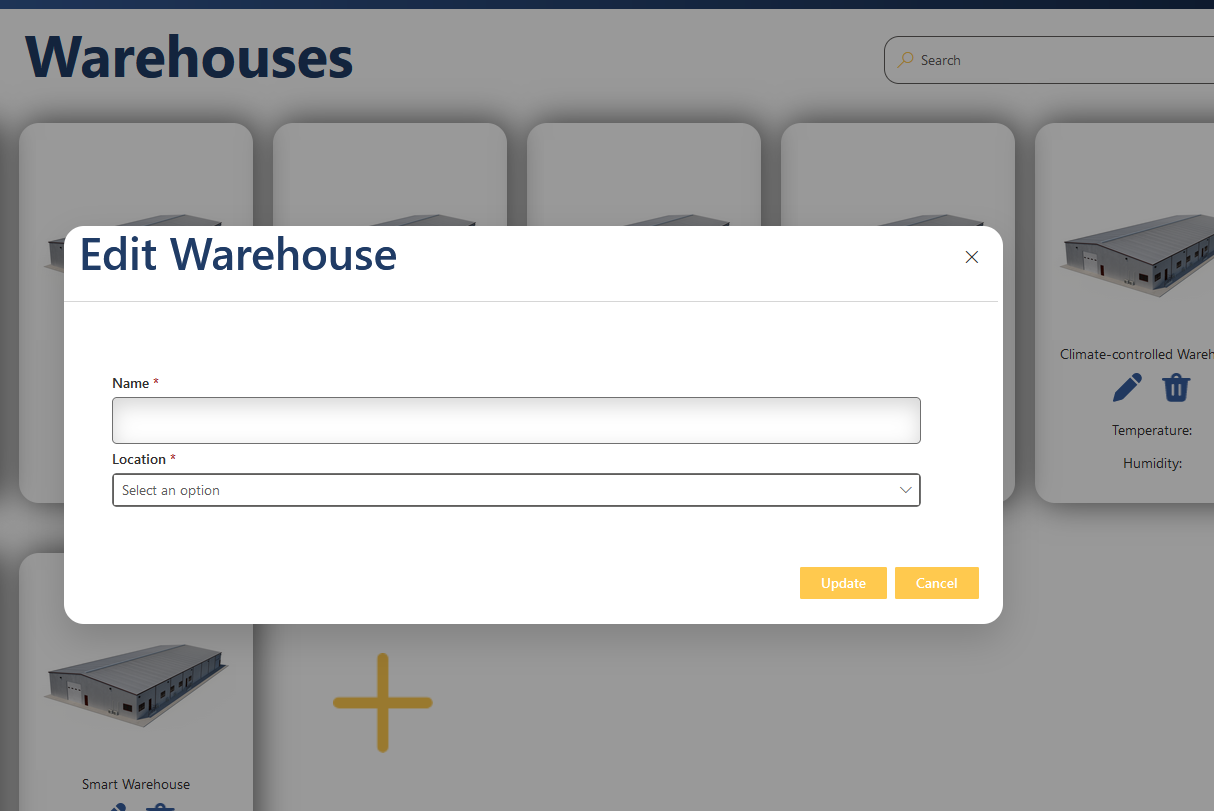 Warehouses
Search
Edit Warehouse
Name *
Location *
Select an option
Update
Cancel
Climate-controlled Wareh
Temperature:
Humidity:
Smart Warehouse